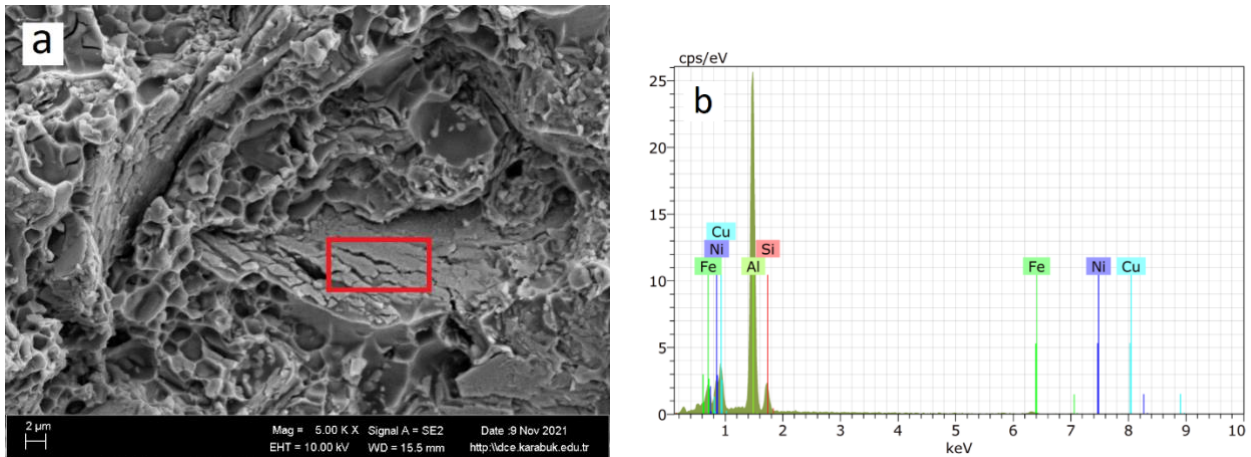 a
2 µm
Mag = 5.00 K X Signal A = SE2 Date :9 Nov 2021
EHT = 10.00 kV WD = 15.5 mm http\\dce.karabuk.edu.tr
cps/eV
b
26
25
20
15
10
5
0
Cu
Ni Si
Fe Al Fe Ni Cu
1 2 3 4 5 6 7 8 9 10
keV